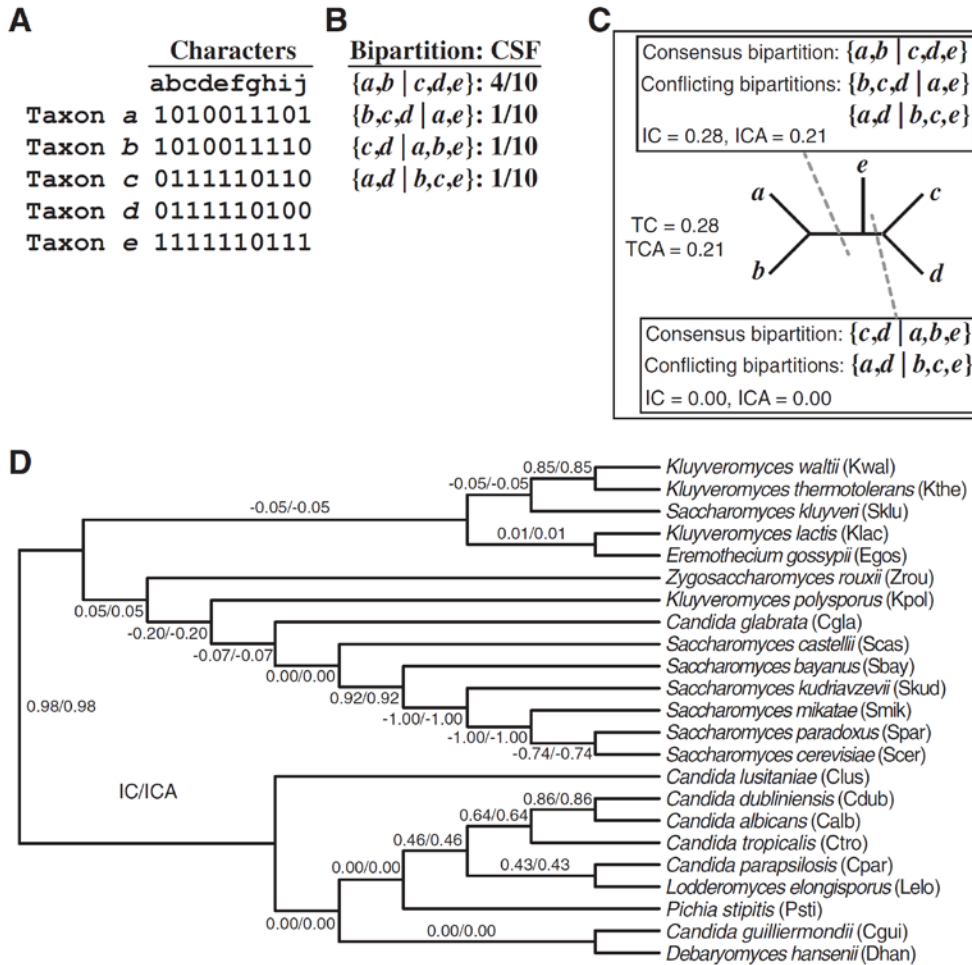 A
Characters
abcdefghij
Taxon a 1010011101
Taxon b 1010011110
Taxon c 0111110110
Taxon d 0111110100
Taxon e 1111110111
B
Bipartition: CSF
{a,b | c,d,e}: 4/10
{b,c,d | a,e}: 1/10
{c,d | a,b,e}: 1/10
{a,d | b,c,e}: 1/10
C
Consensus bipartition: {a,b | c,d,e}
Conflicting bipartitions: {b,c,d | a,e}
{a,d | b,c,e}
IC = 0.28, ICA = 0.21
e
a
c
TC = 0.28
TCA = 0.21
b
d
Consensus bipartition: {c,d | a,b,e}
Conflicting bipartitions: {a,d | b,c,e}
IC = 0.00, ICA = 0.00
D
0.85/0.85
Kluyveromyces waltii (Kwal)
-0.05/-0.05
Kluyveromyces thermotolerans (Kthe)
-0.05/-0.05
Saccharomyces kluyveri (Sklu)
0.01/0.01
Kluyveromyces lactis (Klac)
Eremothecium gossypii (Egos)
Zygosaccharomyces rouxii (Zrou)
0.05/0.05
Kluyveromyces polysporus (Kpol)
-0.20/-0.20
Candida glabrata (Cgla)
-0.07/-0.07
Saccharomyces castellii (Scas)
0.00/0.00
Saccharomyces bayanus (Sbay)
0.92/0.92
Saccharomyces kudriavzevii (Skud)
0.98/0.98
-1.00/-1.00
Saccharomyces mikatae (Smik)
-1.00/-1.00
Saccharomyces paradoxus (Spar)
-0.74/-0.74
Saccharomyces cerevisiae (Scer)
IC/ICA
Candida lusitaniae (Clus)
0.86/0.86
Candida dubliniensis (Cdub)
0.64/0.64
Candida albicans (Calb)
0.46/0.46
Candida tropicalis (Ctro)
0.43/0.43
Candida parapsilosis (Cpar)
0.00/0.00
Lodderomyces elongisporus (Lelo)
Pichia stipitis (Psti)
0.00/0.00
0.00/0.00
Candida guilliermondii (Cgui)
Debaryomyces hansenii (Dhan)